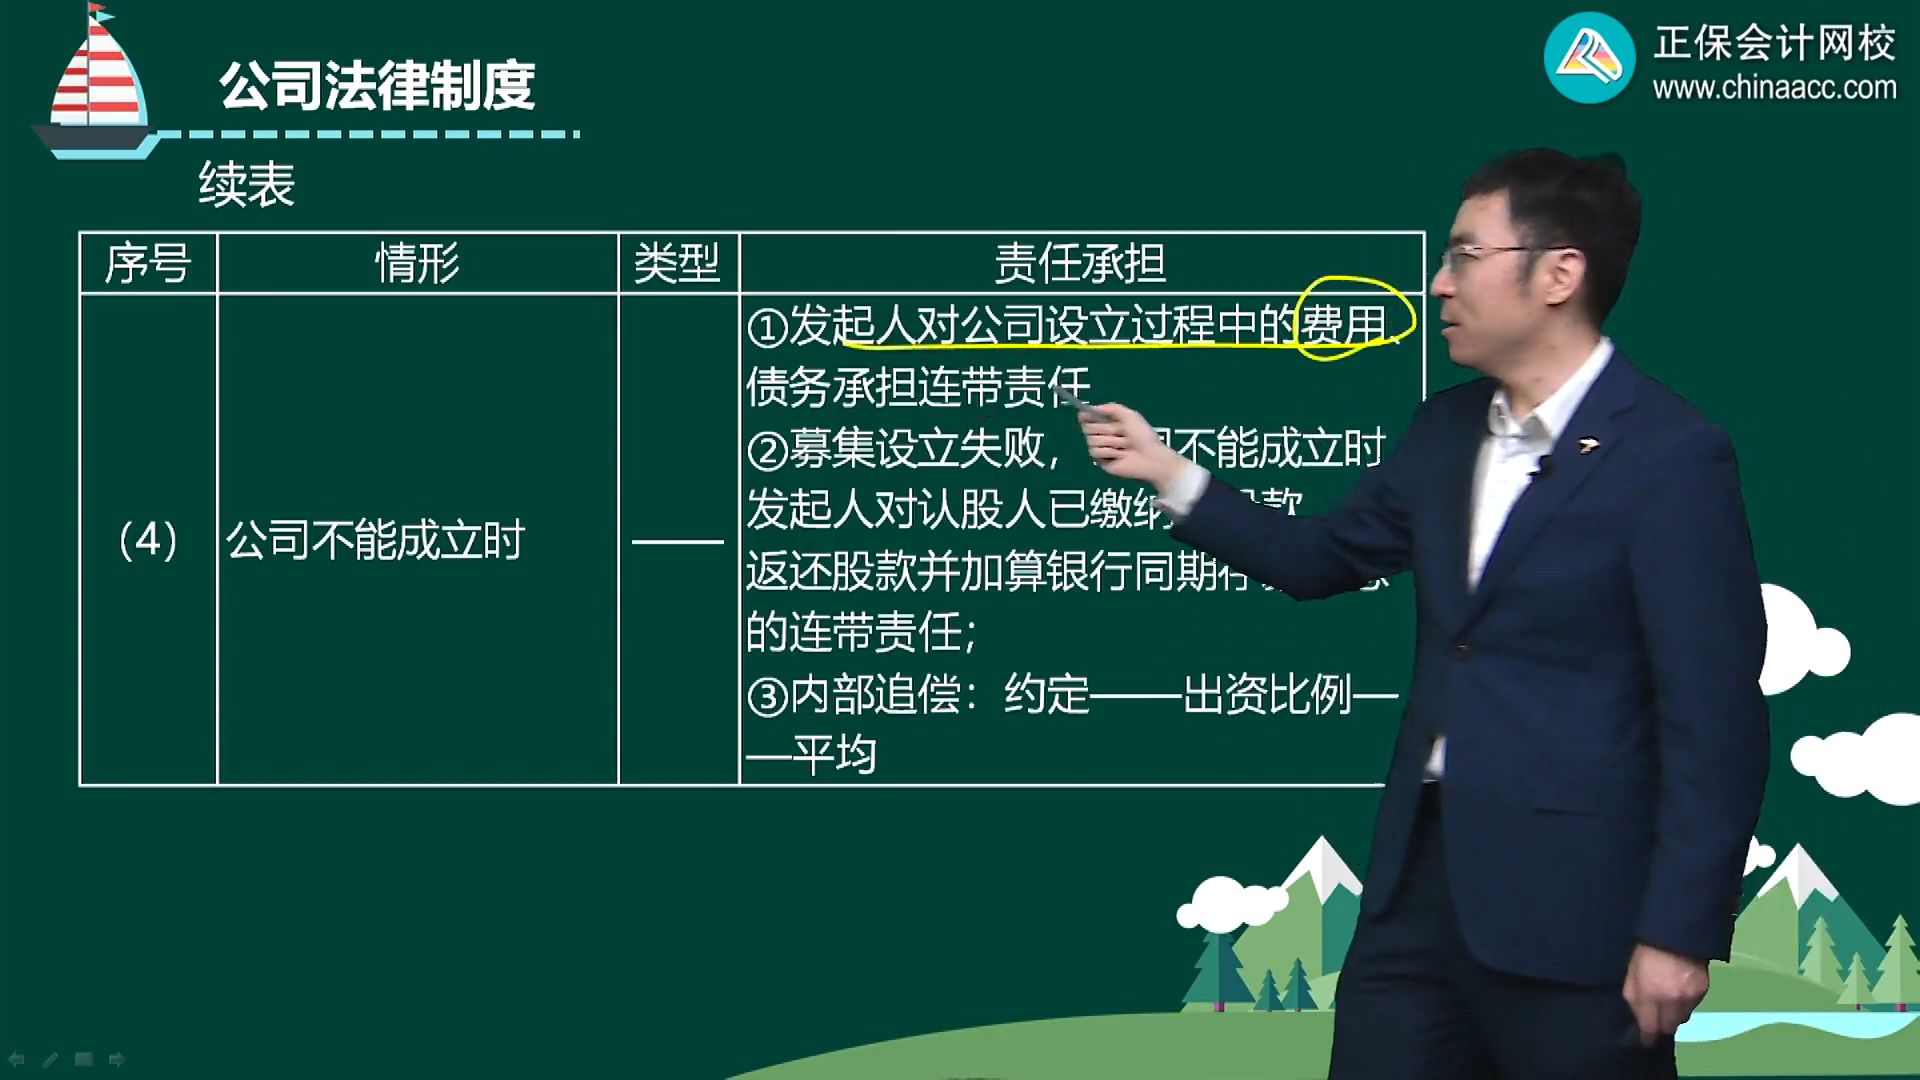 正保会计网校
www.chinaacc.com
公司法律制度
续表
序号 情形 类型 责任承担
(4) 公司不能成立时 ——
①发起人对公司设立过程中的费用、
债务承担连带责任
②募集设立失败, 不能成立时
发起人对认股人已缴纳 股款
返还股款并加算银行同期存
的连带责任;
③内部追偿:约定——出资比例—
—平均